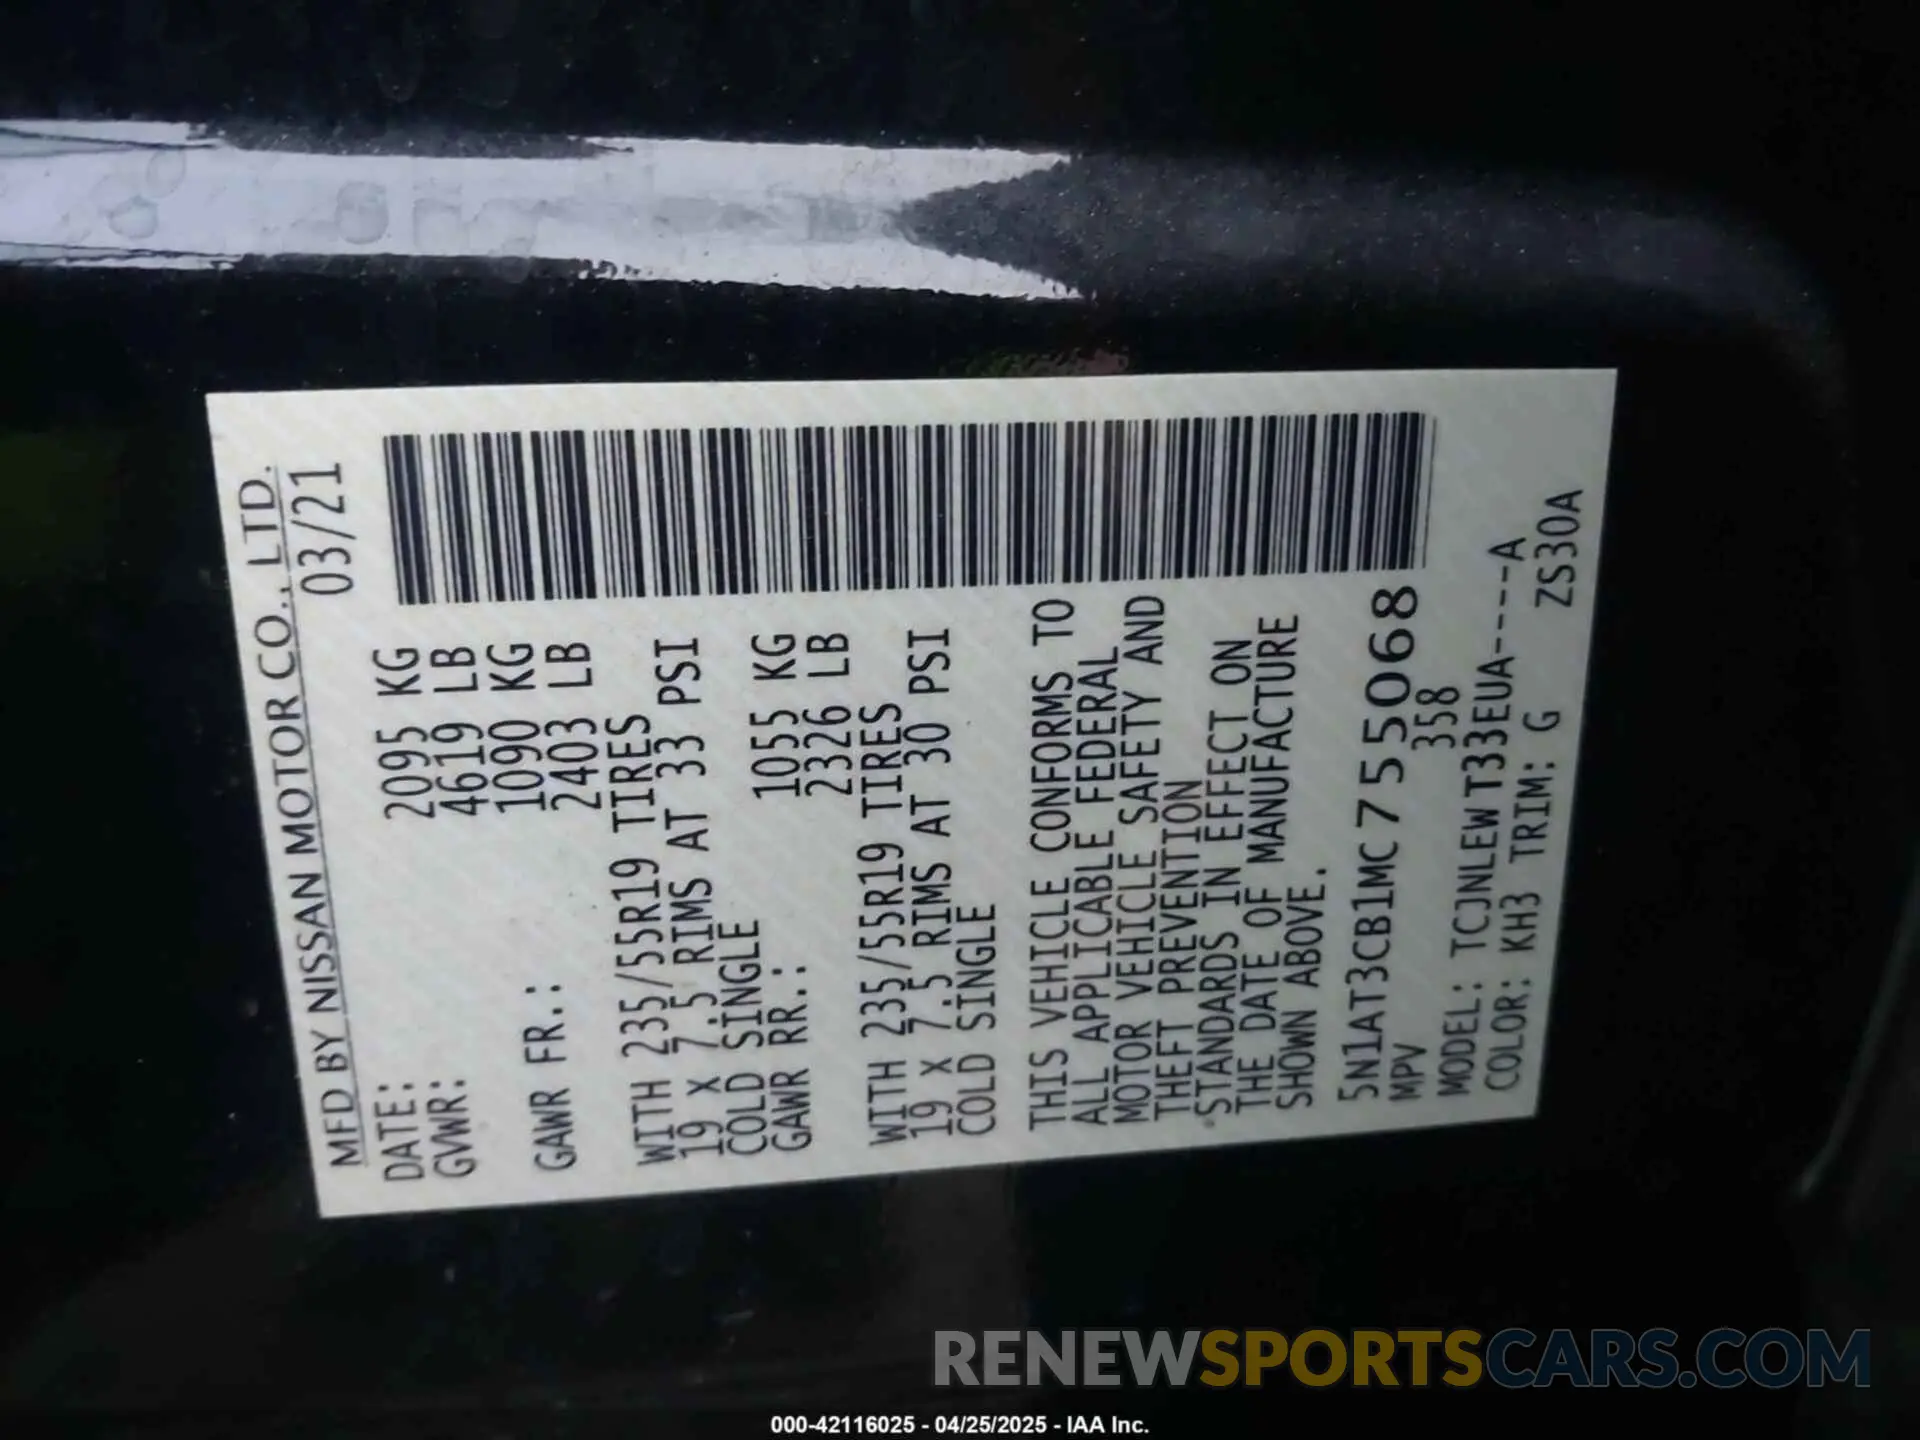 MFD BY NISSAN MOTOR CO., LTD.
DATE: 03/21
GVWR: 2095 KG
4619 LB
GAWR FR.: 1090 KG
2403 LB
WITH 235/55R19 TIRES
19 X 7.5 RIMS AT 33 PSI
COLD SINGLE
GAWR RR.: 1055 KG
2326 LB
WITH 235/55R19 TIRES
19 X 7.5 RIMS AT 30 PSI
COLD SINGLE
THIS VEHICLE CONFORMS TO
ALL APPLICABLE FEDERAL
MOTOR VEHICLE SAFETY AND
THEFT PREVENTION
STANDARDS IN EFFECT ON
THE DATE OF MANUFACTURE
SHOWN ABOVE.
5N1AT3CB1MC755068
MPV 358
MODEL: TCJNLEW T33EUA----A
COLOR: KH3 TRIM: G ZS30A
RENEWSPORTSCARS.COM
000-42116025 - 04/25/2025 - IAA Inc.